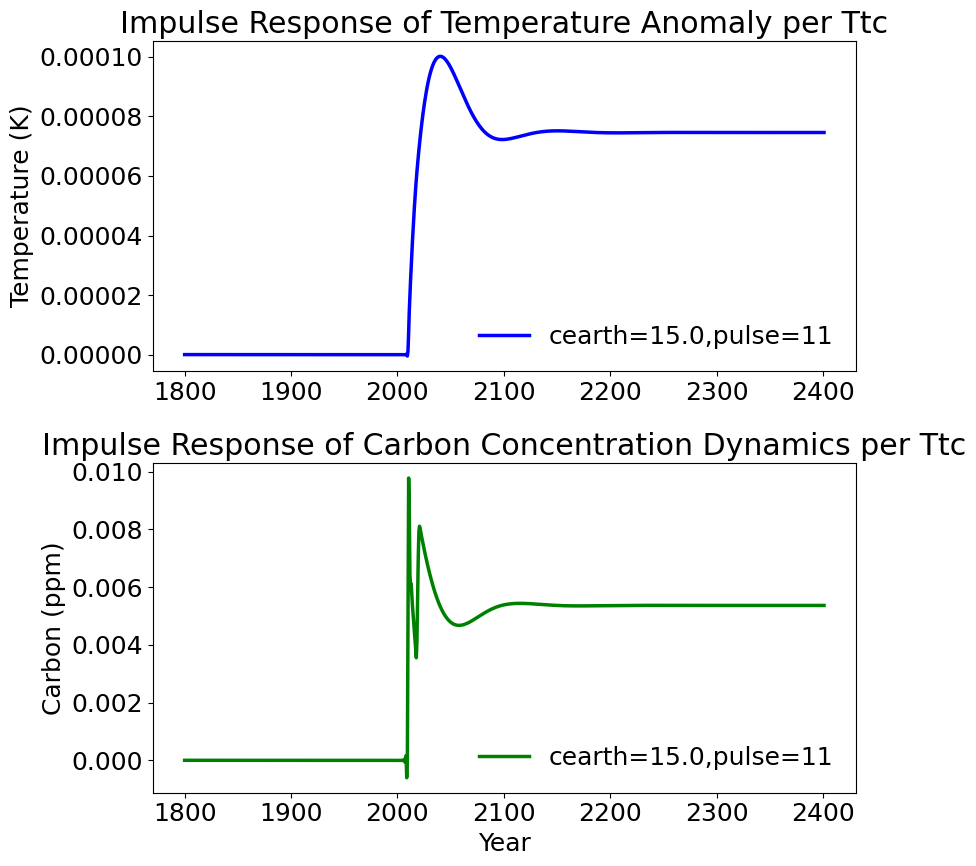 Impulse Response of Temperature Anomaly per Ttc
Temperature (K)
0.00010
0.00008
0.00006
0.00004
0.00002
0.00000
cearth=15.0,pulse=11
1800 1900 2000 2100 2200 2300 2400
Impulse Response of Carbon Concentration Dynamics per Ttc
Carbon (ppm)
0.010
0.008
0.006
0.004
0.002
0.000
cearth=15.0,pulse=11
1800 1900 2000 2100 2200 2300 2400
Year